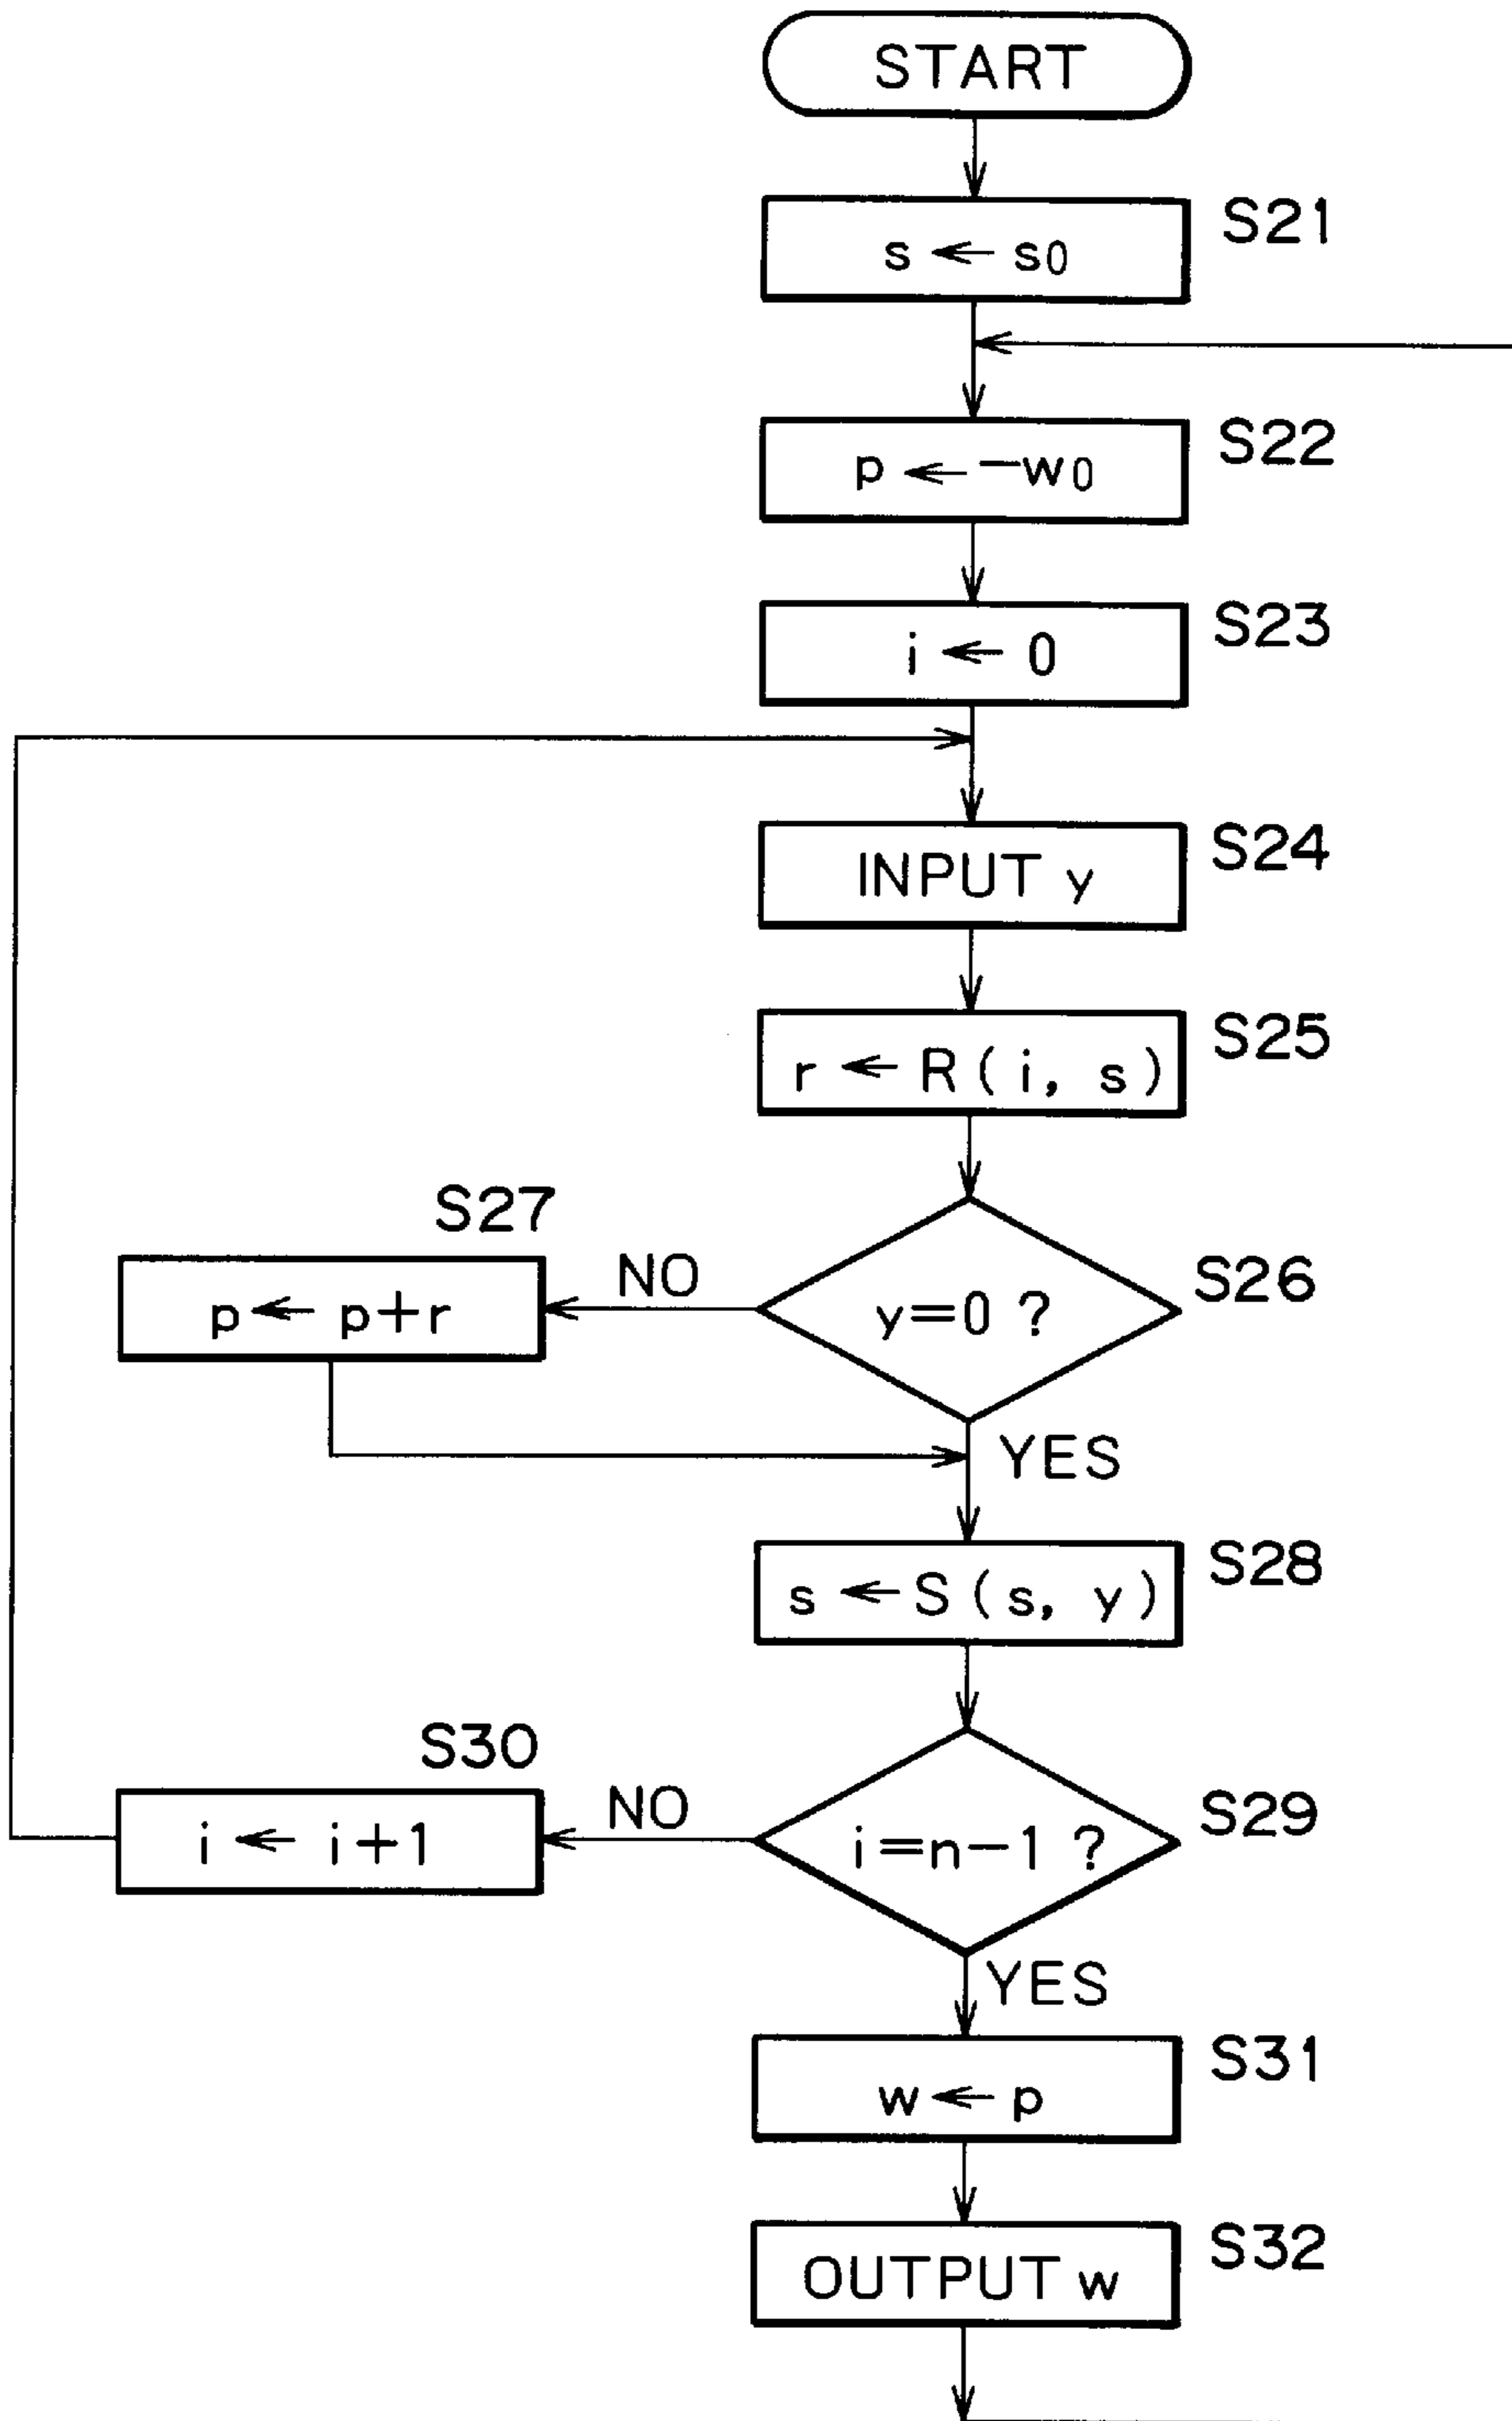 START
S21
s ← s0
S22
p ← -w0
S23
i ← 0
S24
INPUT y
S25
r ← R(i, s)
S27
NO
S26
p ← p+r
y=0 ?
YES
S28
s ← S(s, y)
S30
NO
S29
i ← i+1
i=n-1 ?
YES
S31
w ← p
S32
OUTPUT w